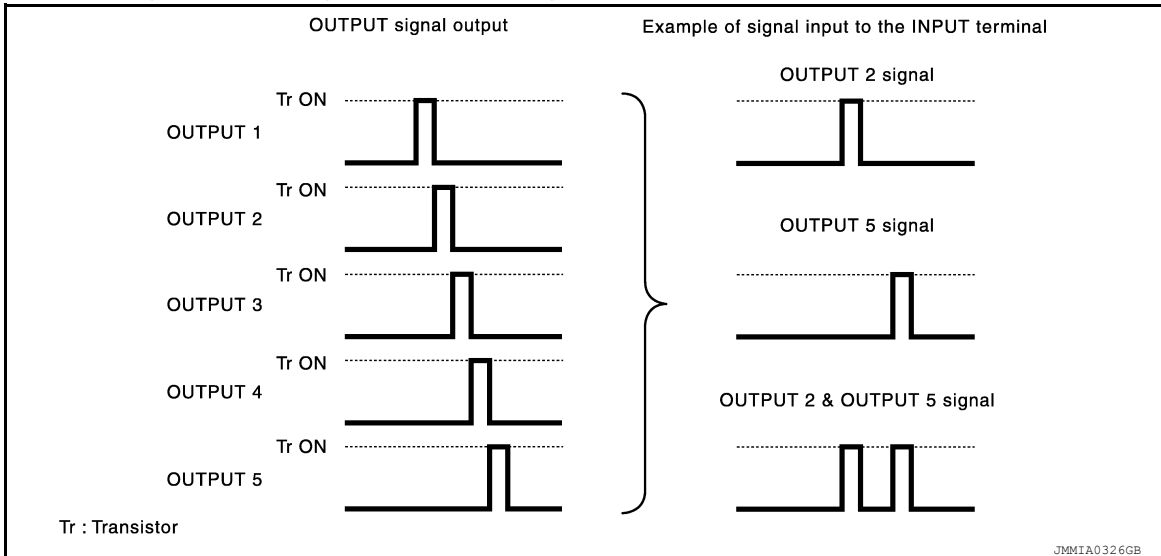 OUTPUT signal output
Example of signal input to the INPUT terminal
Tr ON
OUTPUT 1
Tr ON
OUTPUT 2
Tr ON
OUTPUT 3
Tr ON
OUTPUT 4
Tr ON
OUTPUT 5
Tr : Transistor
OUTPUT 2 signal
OUTPUT 5 signal
OUTPUT 2 & OUTPUT 5 signal
JMMIA0326GB